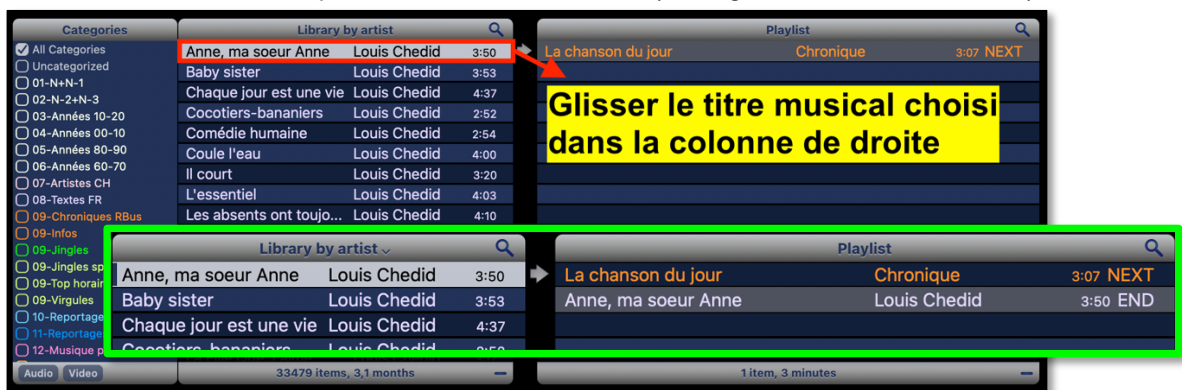 Categories
Library by artist
Playlist
All Categories
Uncategorized
01-N+N-1
02-N-2+N-3
03-Années 10-20
04-Années 00-10
05-Années 80-90
06-Années 60-70
07-Artistes CH
08-Textes FR
09-Chroniques RBus
09-Infos
09-Jingles
09-Jingles sp
09-Top horair
09-Virgules
10-Reportage
11-Reportage
12-Musique p
Audio Video
Anne, ma soeur Anne Louis Chedid 3:50
Baby sister Louis Chedid 3:53
Chaque jour est une vie Louis Chedid 4:37
Cocotiers-bananiers Louis Chedid 2:52
Comédie humaine Louis Chedid 2:54
Coule l'eau Louis Chedid 4:00
Il court Louis Chedid 3:20
L'essentiel Louis Chedid 4:03
Les absents ont toujo... Louis Chedid 4:10
33479 items, 3,1 months
La chanson du jour Chronique 3:07 NEXT
Glisser le titre musical choisi
dans la colonne de droite
1 item, 3 minutes
Library by artist
Anne, ma soeur Anne Louis Chedid 3:50
Baby sister Louis Chedid 3:53
Chaque jour est une vie Louis Chedid 4:37
Playlist
La chanson du jour Chronique 3:07 NEXT
Anne, ma soeur Anne Louis Chedid 3:50 END